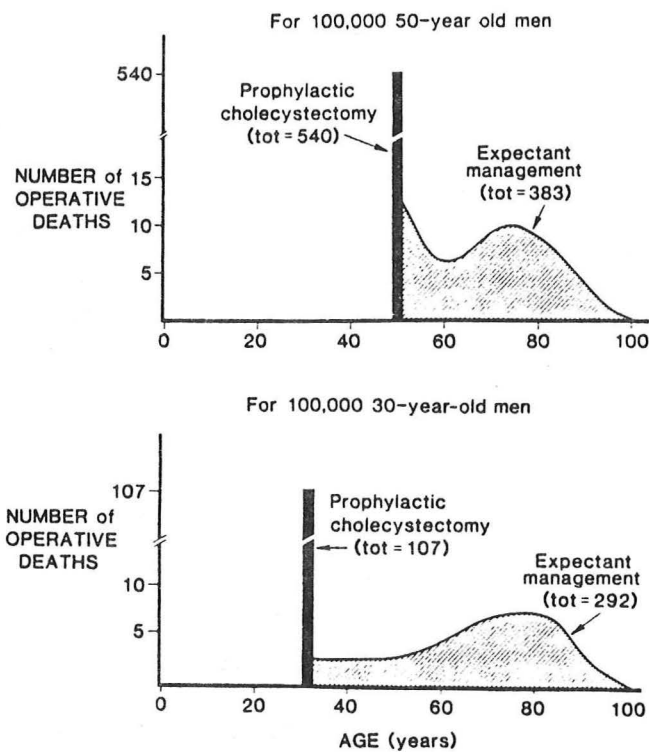 For 100,000 50-year old men
540
Prophylactic
cholecystectomy
(tot = 540)
NUMBER of
OPERATIVE
DEATHS
15
10
5
Expectant
management
(tot = 383)
0 20 40 60 80 100
For 100,000 30-year-old men
107
Prophylactic
cholecystectomy
(tot = 107)
NUMBER of
OPERATIVE
DEATHS
10
5
Expectant
management
(tot = 292)
0 20 40 60 80 100
AGE (years)